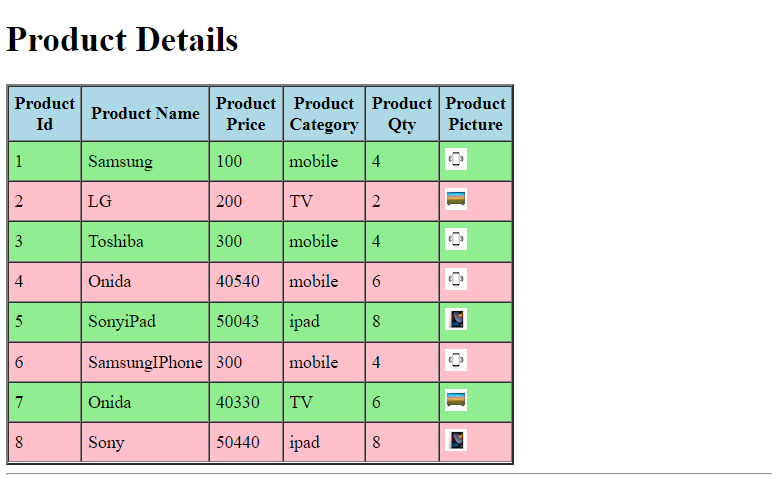 Product Details
Product Id Product Name Product Price Product Category Product Qty Product Picture
1 Samsung 100 mobile 4
2 LG 200 TV 2
3 Toshiba 300 mobile 4
4 Onida 40540 mobile 6
5 SonyiPad 50043 ipad 8
6 SamsungIPhone 300 mobile 4
7 Onida 40330 TV 6
8 Sony 50440 ipad 8